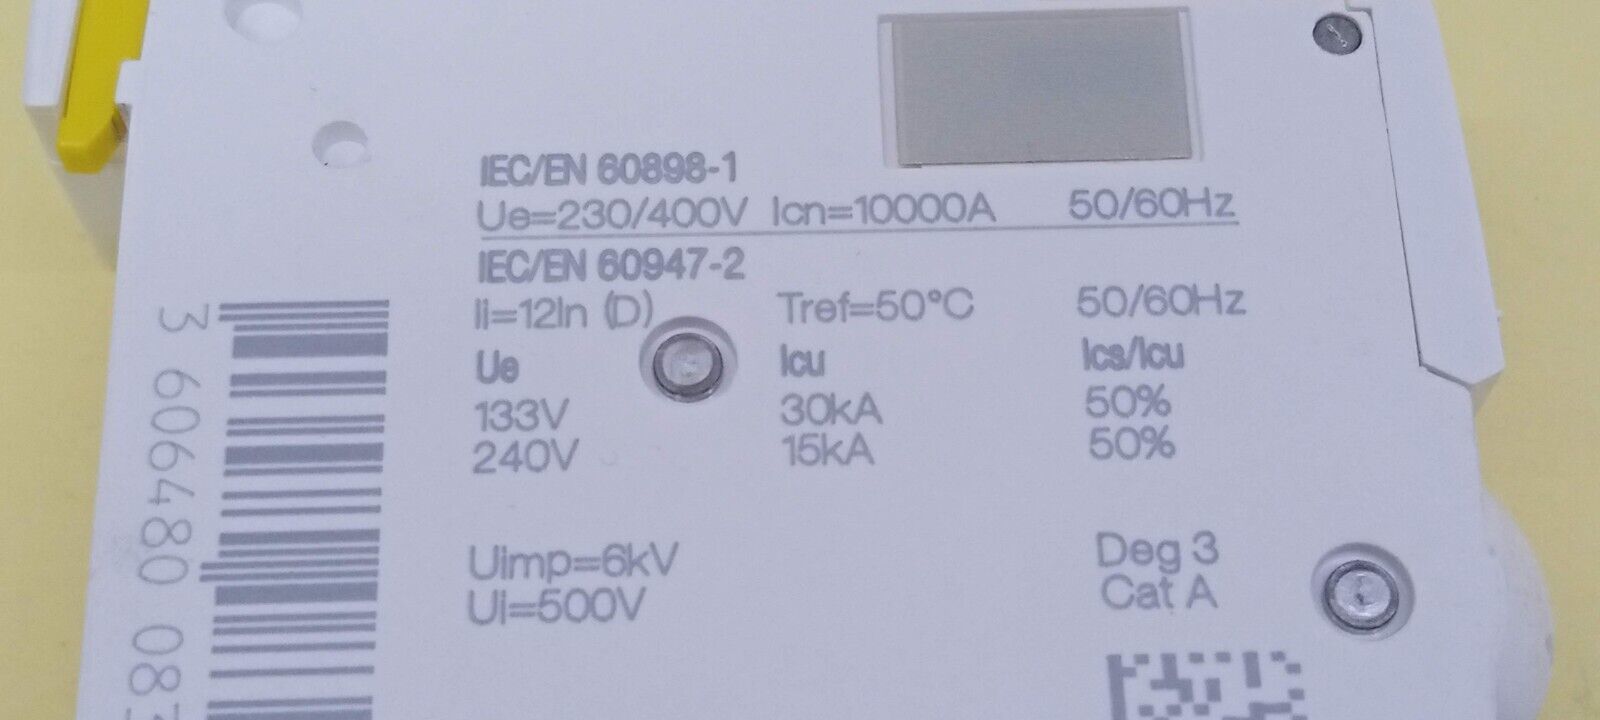 IEC/EN 60898-1
Ue=230/400V Icn=10000A 50/60Hz
IEC/EN 60947-2
Ii=12In (D) Tref=50°C 50/60Hz
Ue Icu Ics/Icu
133V 30kA 50%
240V 15kA 50%
Uimp=6kV Deg 3
Ui=500V Cat A
3 606480 08